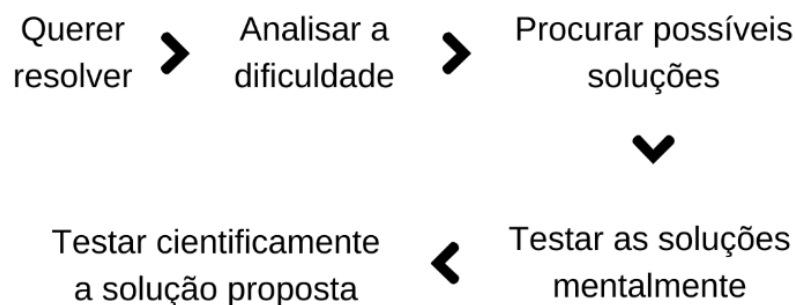 Querer
resolver
Analisar a
dificuldade
Procurar possíveis
soluções
Testar as soluções
mentalmente
Testar cientificamente
a solução proposta